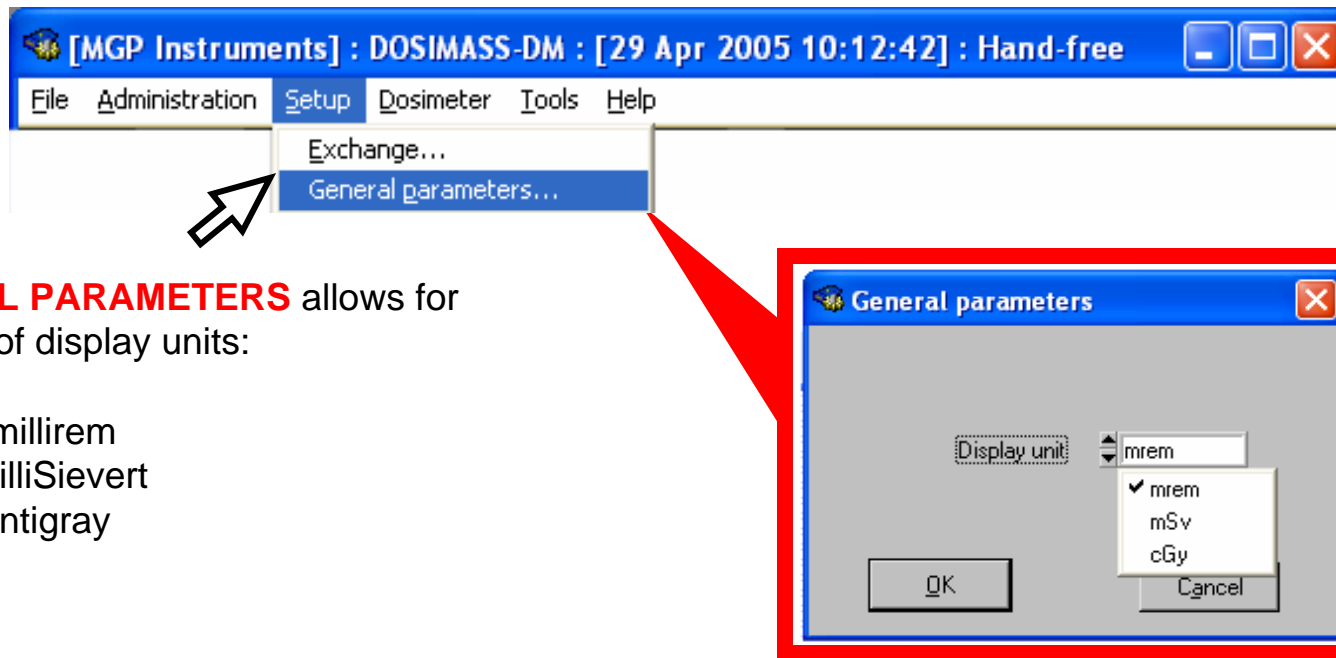 [MGP Instruments] : DOSIMASS-DM : [29 Apr 2005 10:12:42] : Hand-free
File Administration Setup Dosimeter Tools Help
Exchange...
General parameters...
L PARAMETERS allows for
of display units:
millirem
illiSievert
ntigray
General parameters
Display unit mrem
mrem
mSv
cGy
OK Cancel